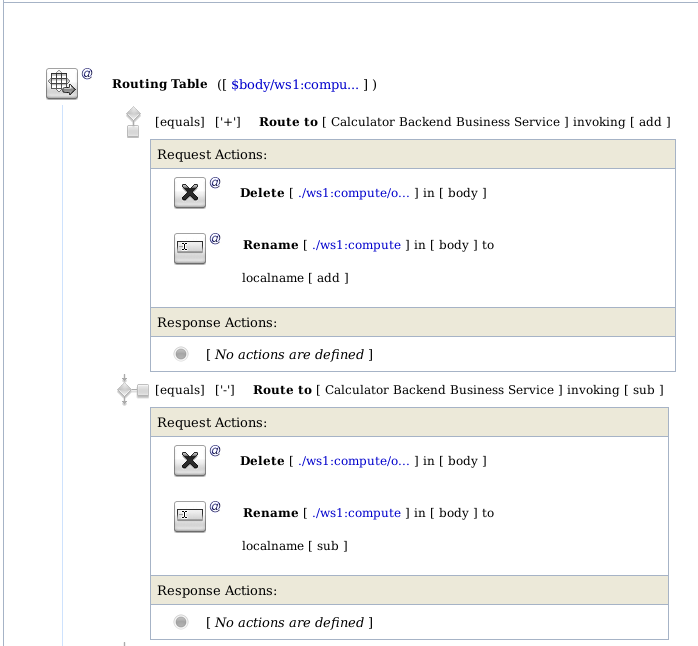 @ Routing Table ([ $body/ws1:compu... ] )
[equals] ['+'] Route to [ Calculator Backend Business Service ] invoking [ add ]
Request Actions:
@ Delete [ ./ws1:compute/o... ] in [ body ]
@ Rename [ ./ws1:compute ] in [ body ] to
localname [ add ]
Response Actions:
[ No actions are defined ]
[equals] ['-'] Route to [ Calculator Backend Business Service ] invoking [ sub ]
Request Actions:
@ Delete [ ./ws1:compute/o... ] in [ body ]
@ Rename [ ./ws1:compute ] in [ body ] to
localname [ sub ]
Response Actions:
[ No actions are defined ]